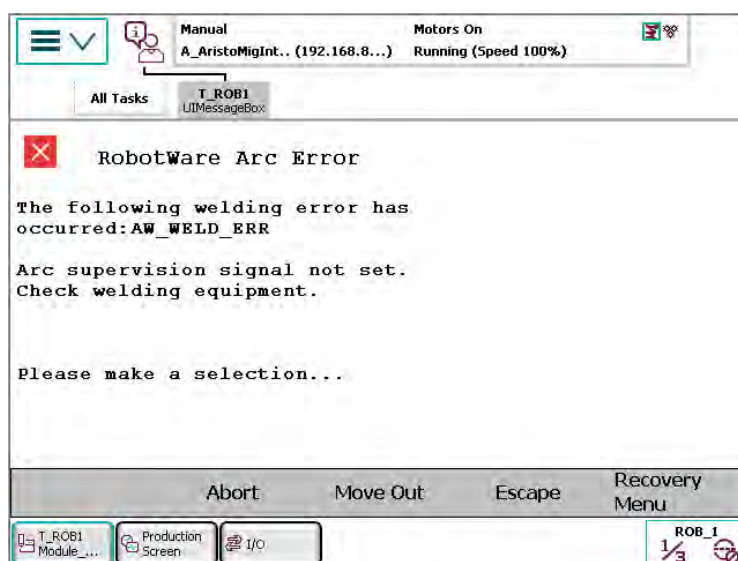 Manual
Motors On
A_AristoMigInt.. (192.168.8...)
Running (Speed 100%)
All Tasks
T_ROB1
UIMessageBox
RobotWare Arc Error
The following welding error has
occurred:AW_WELD_ERR
Arc supervision signal not set.
Check welding equipment.
Please make a selection...
Abort
Move Out
Escape
Recovery
Menu
T_ROB1
Module_...
Production
Screen
I/O
ROB_1
1/3